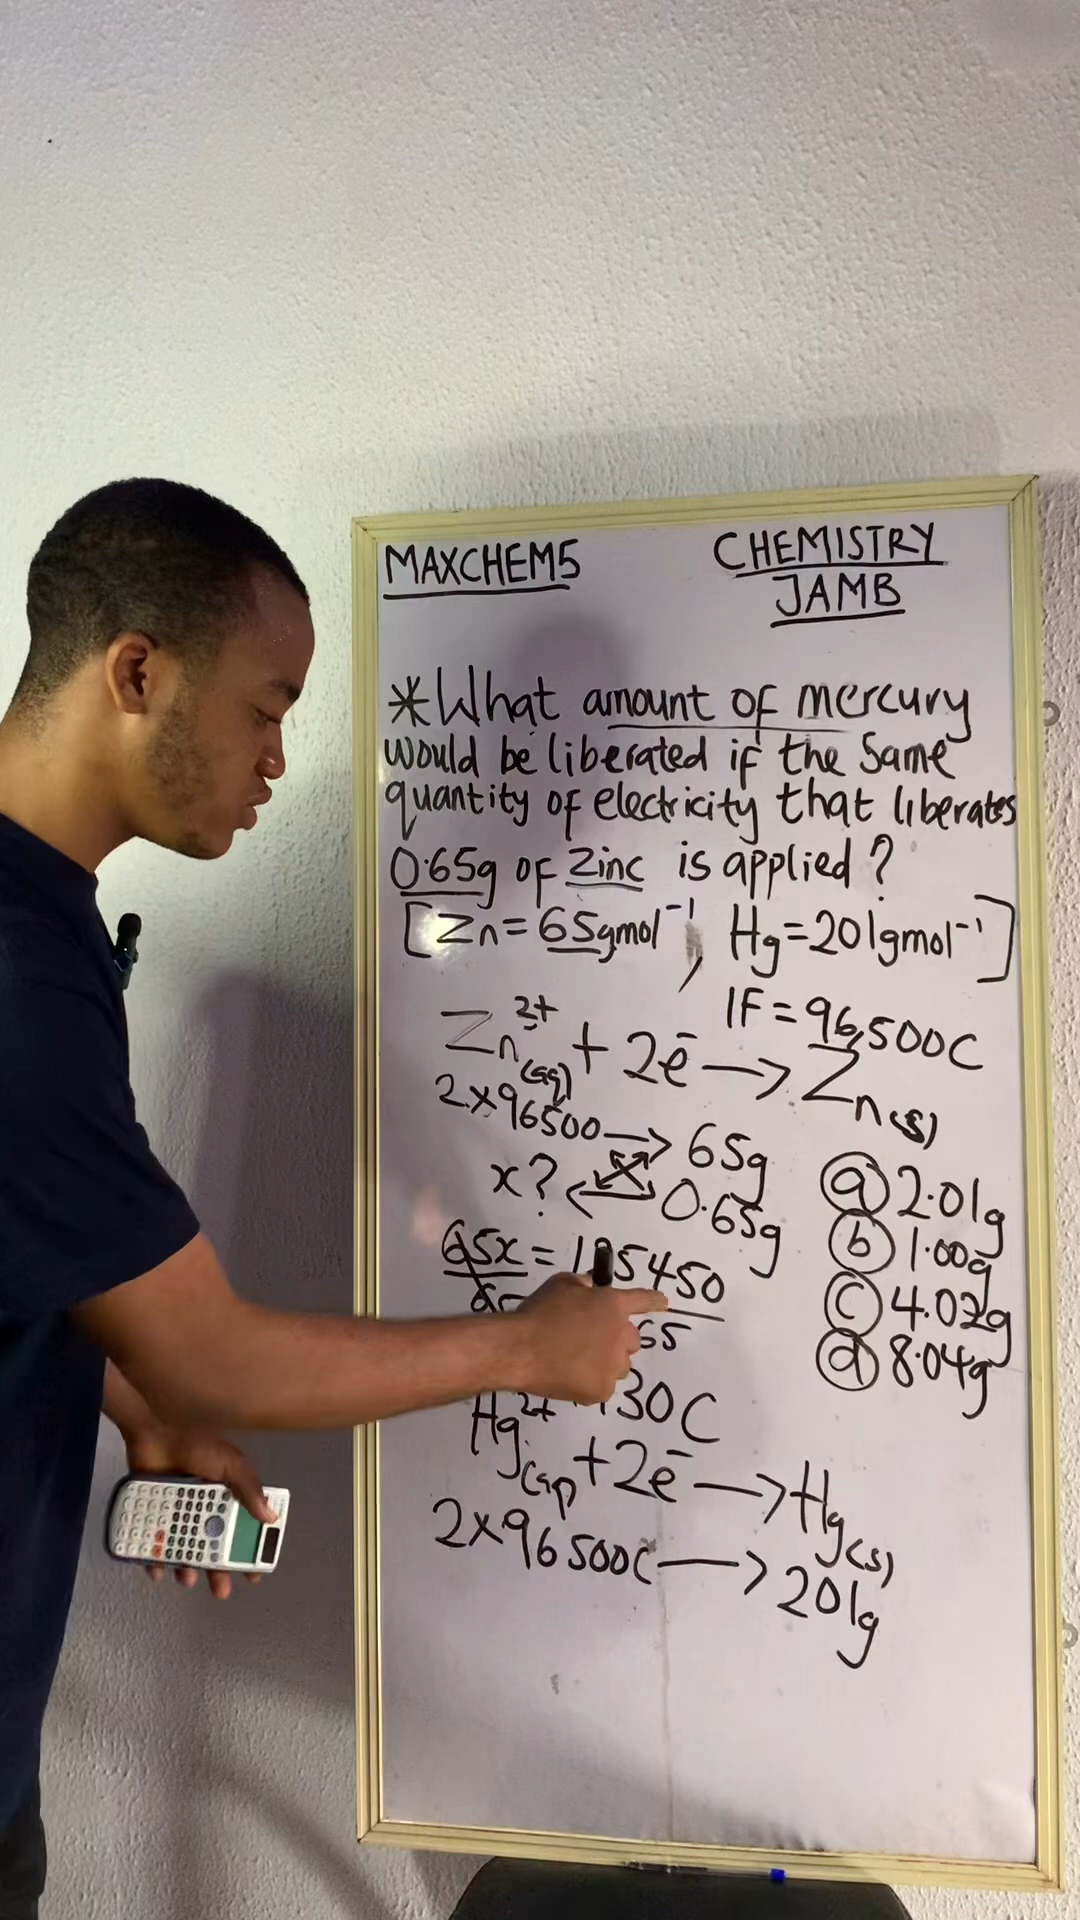 MAXCHEM5
CHEMISTRY
JAMB
*What amount of mercury
would be liberated if the same
quantity of electricity that liberates
0.65g of Zinc is applied?
[Zn=65gmol⁻¹, Hg=201gmol⁻¹]
1F=96,500C
Zn²⁺(aq) + 2e⁻ → Zn(s)
2×96500 → 65g
x? ← 0.65g
65x = 125450
65
30C
Hg²⁺(aq) + 2e⁻ → Hg(s)
2×96500C → 201g
(a) 2.01g
(b) 1.00g
(c) 4.02g
(d) 8.04g